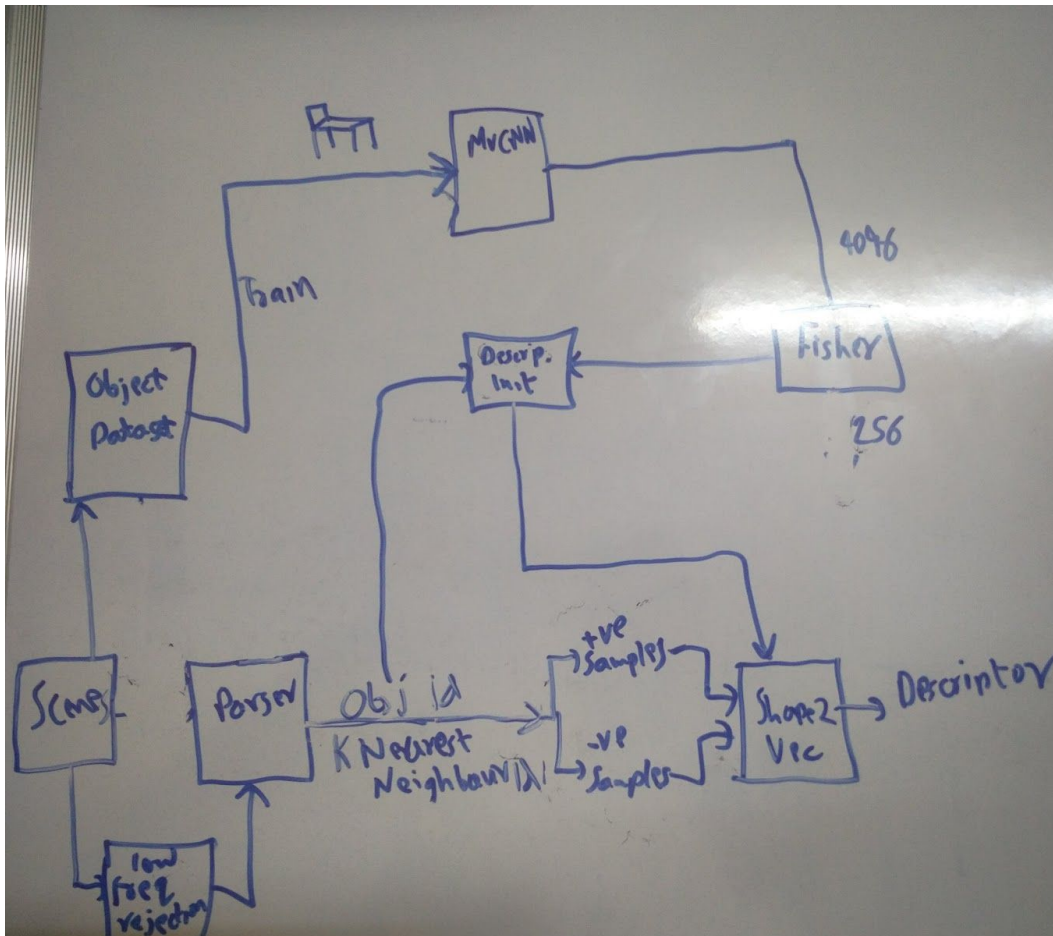 MVCNN
4096
Train
Fisher
Descrip.
Init
Object
Dataset
256
+ve
Samples
Scenes
Parser
Obj id
K Nearest
Neighbour id
-ve
Samples
Shape2
Vec
Descriptor
low
freq
rejection